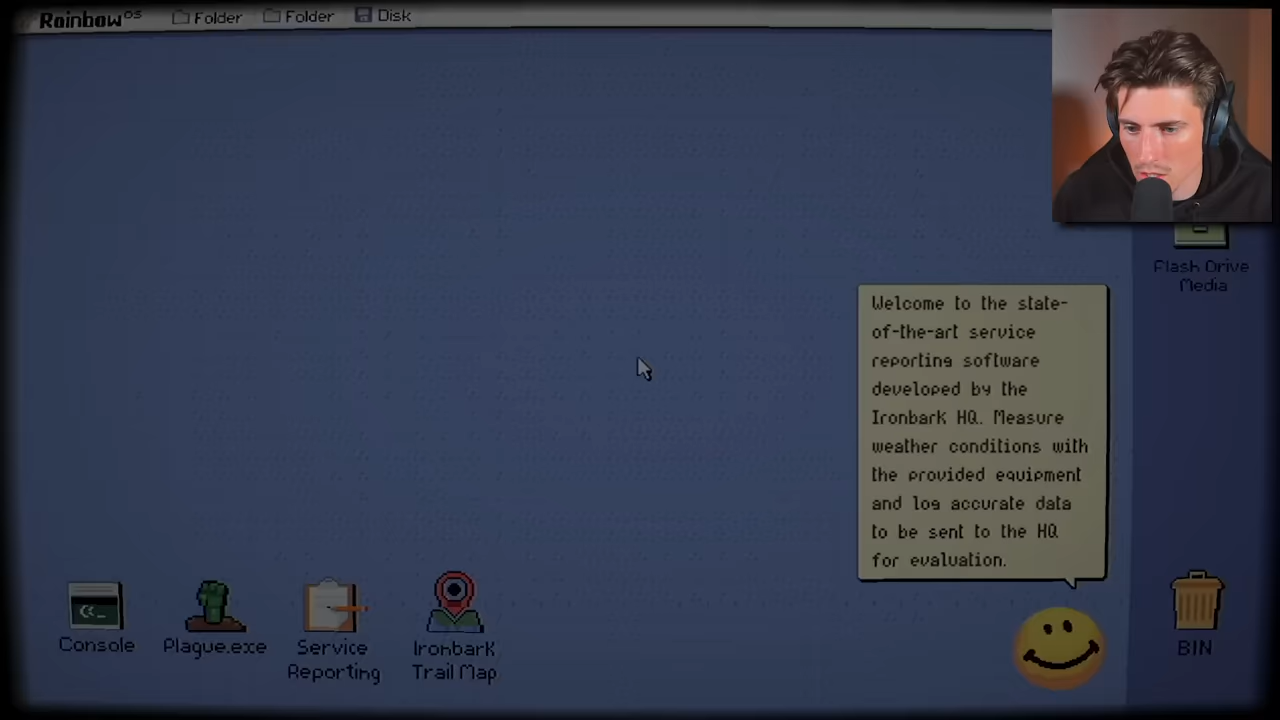 Rainbow OS
Folder
Folder
Disk
Flash Drive
Media
Welcome to the state-
of-the-art service
reporting software
developed by the
Ironbark HQ. Measure
weather conditions with
the provided equipment
and log accurate data
to be sent to the HQ
for evaluation.
Console
Plague.exe
Service
Reporting
Ironbark
Trail Map
BIN